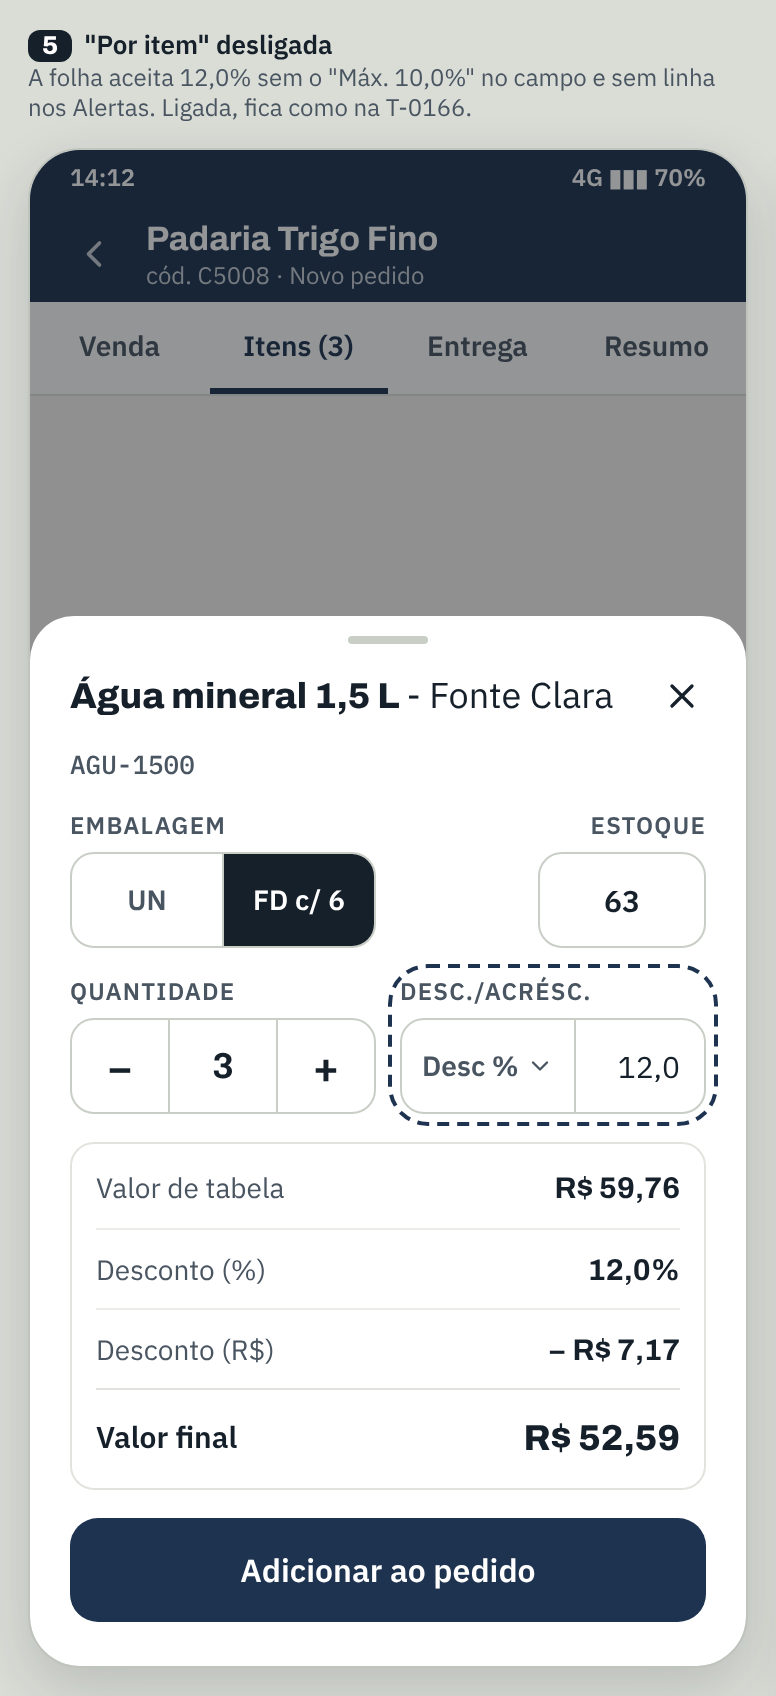 5 "Por item" desligada
A folha aceita 12,0% sem o "Máx. 10,0%" no campo e sem linha
nos Alertas. Ligada, fica como na T-0166.
14:12 4G 70%
Padaria Trigo Fino
cód. C5008 · Novo pedido
Venda Itens (3) Entrega Resumo
Água mineral 1,5 L - Fonte Clara
AGU-1500
EMBALAGEM ESTOQUE
UN FD c/ 6 63
QUANTIDADE DESC./ACRÉSC.
– 3 + Desc % 12,0
Valor de tabela R$ 59,76
Desconto (%) 12,0%
Desconto (R$) – R$ 7,17
Valor final R$ 52,59
Adicionar ao pedido